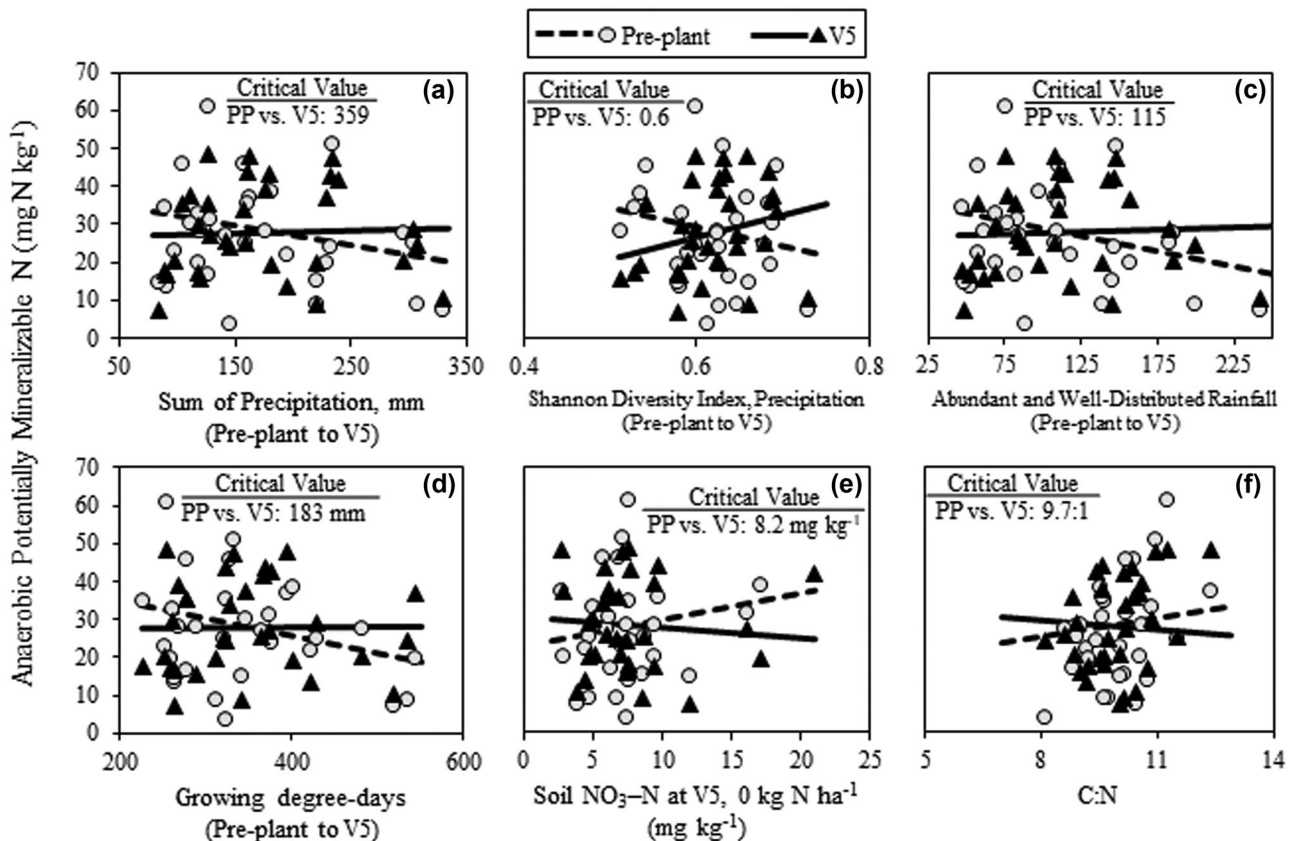 Pre-plant V5
Anaerobic Potentially Mineralizable N (mg N kg-1)
70
60
50
40
30
20
10
0
Critical Value
PP vs. V5: 359
(a)
50 150 250 350
Sum of Precipitation, mm
(Pre-plant to V5)
Critical Value
PP vs. V5: 0.6
(b)
0.4 0.6 0.8
Shannon Diversity Index, Precipitation
(Pre-plant to V5)
Critical Value
PP vs. V5: 115
(c)
25 75 125 175 225
Abundant and Well-Distributed Rainfall
(Pre-plant to V5)
70
60
50
40
30
20
10
0
Critical Value
PP vs. V5: 183 mm
(d)
200 400 600
Growing degree-days
(Pre-plant to V5)
Critical Value
PP vs. V5: 8.2 mg kg-1
(e)
0 5 10 15 20 25
Soil NO3–N at V5, 0 kg N ha-1
(mg kg-1)
Critical Value
PP vs. V5: 9.7:1
(f)
5 8 11 14
C:N